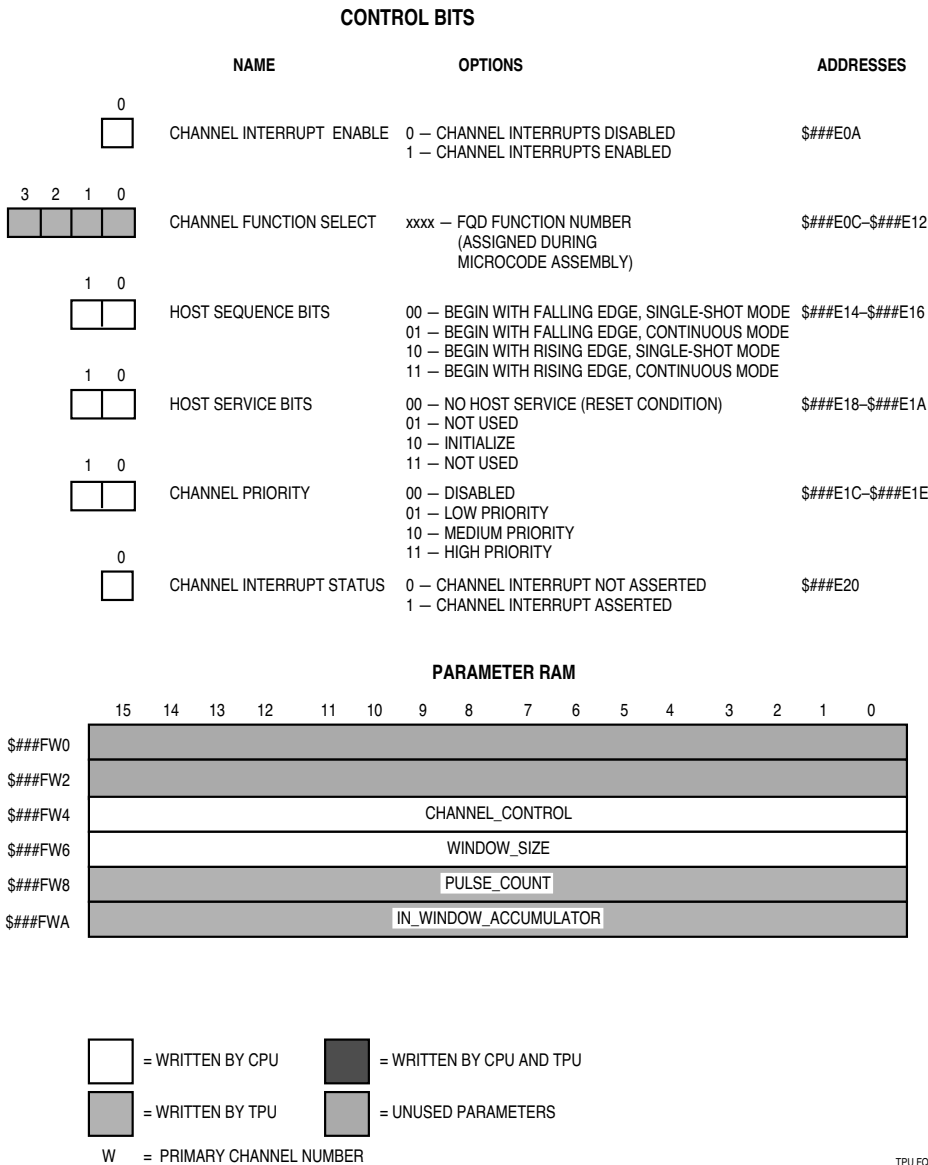 CONTROL BITS
NAME OPTIONS ADDRESSES
0
CHANNEL INTERRUPT ENABLE 0 — CHANNEL INTERRUPTS DISABLED $###E0A
1 — CHANNEL INTERRUPTS ENABLED
3 2 1 0
CHANNEL FUNCTION SELECT xxxx — FQD FUNCTION NUMBER $###E0C–$###E12
(ASSIGNED DURING
MICROCODE ASSEMBLY)
1 0
HOST SEQUENCE BITS 00 — BEGIN WITH FALLING EDGE, SINGLE-SHOT MODE $###E14–$###E16
01 — BEGIN WITH FALLING EDGE, CONTINUOUS MODE
10 — BEGIN WITH RISING EDGE, SINGLE-SHOT MODE
11 — BEGIN WITH RISING EDGE, CONTINUOUS MODE
1 0
HOST SERVICE BITS 00 — NO HOST SERVICE (RESET CONDITION) $###E18–$###E1A
01 — NOT USED
10 — INITIALIZE
11 — NOT USED
1 0
CHANNEL PRIORITY 00 — DISABLED $###E1C–$###E1E
01 — LOW PRIORITY
10 — MEDIUM PRIORITY
11 — HIGH PRIORITY
0
CHANNEL INTERRUPT STATUS 0 — CHANNEL INTERRUPT NOT ASSERTED $###E20
1 — CHANNEL INTERRUPT ASSERTED
PARAMETER RAM
15 14 13 12 11 10 9 8 7 6 5 4 3 2 1 0
$###FW0
$###FW2
$###FW4 CHANNEL_CONTROL
$###FW6 WINDOW_SIZE
$###FW8 PULSE_COUNT
$###FWA IN_WINDOW_ACCUMULATOR
= WRITTEN BY CPU = WRITTEN BY CPU AND TPU
= WRITTEN BY TPU = UNUSED PARAMETERS
W = PRIMARY CHANNEL NUMBER
TPU FQ